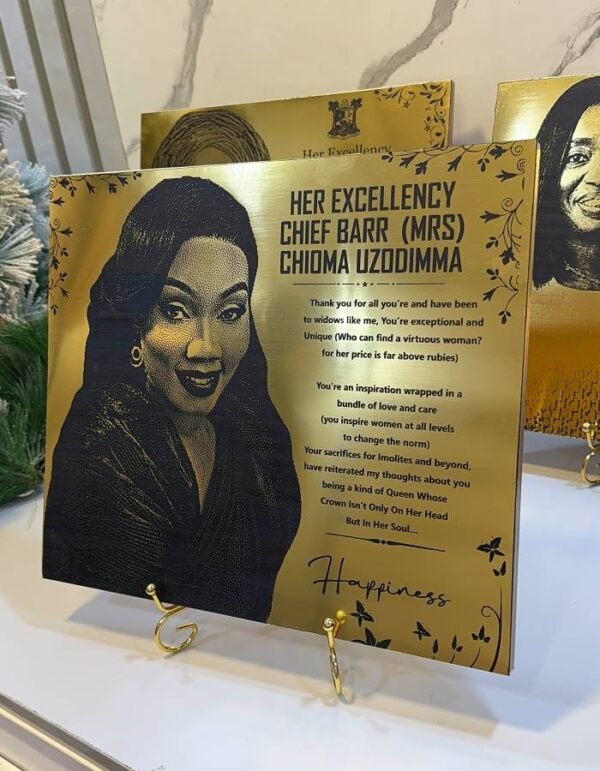 Her Excellency
HER EXCELLENCY
CHIEF BARR (MRS)
CHIOMA UZODIMMA
Thank you for all you're and have been
to widows like me, You're exceptional and
Unique (Who can find a virtuous woman?
for her price is far above rubies)
You're an inspiration wrapped in a
bundle of love and care
(you inspire women at all levels
to change the norm)
Your sacrifices for Imolites and beyond,
have reiterated my thoughts about you
being a kind of Queen Whose
Crown Isn't Only On Her Head
But In Her Soul...
Happiness